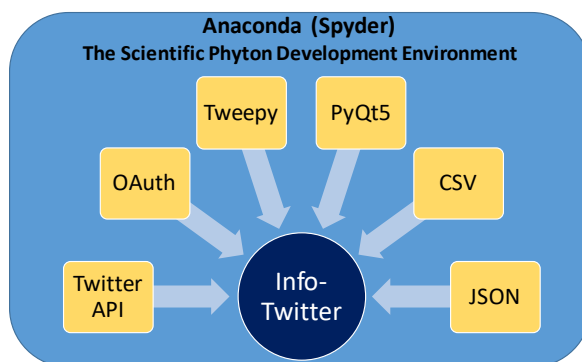 Anaconda (Spyder)
The Scientific Phyton Development Environment
Tweepy
PyQt5
OAuth
CSV
Twitter
API
Info-
Twitter
JSON